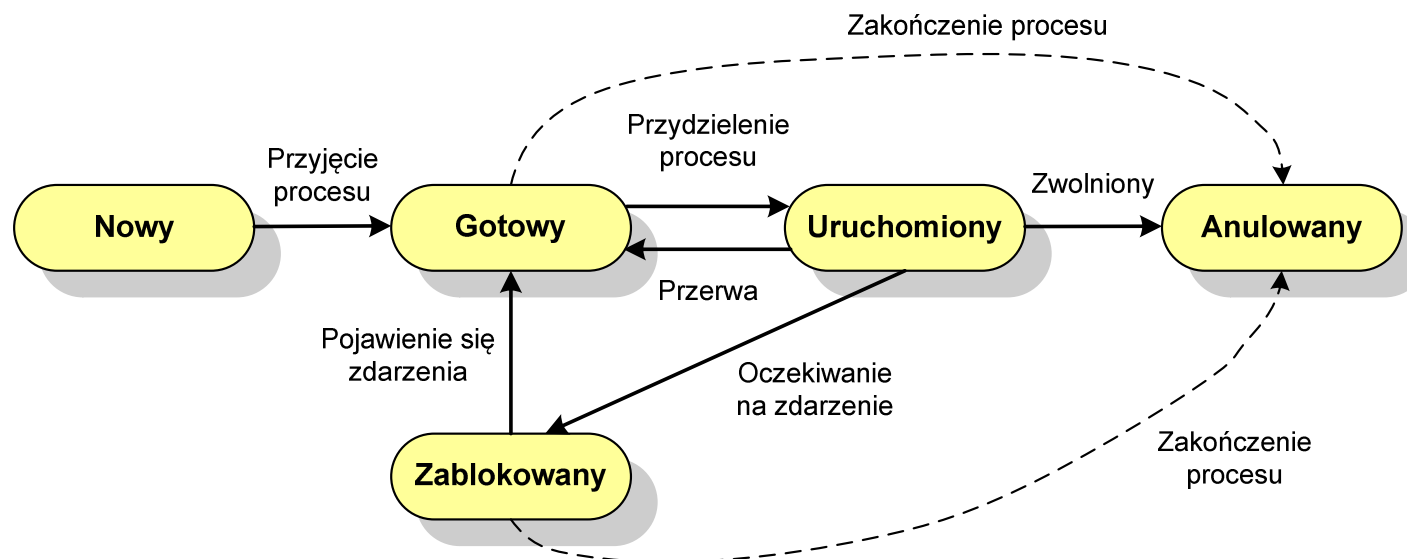 Zakończenie procesu
Przydzielenie
procesu
Przyjęcie
procesu
Zwolniony
Nowy
Gotowy
Uruchomiony
Anulowany
Przerwa
Pojawienie się
zdarzenia
Oczekiwanie
na zdarzenie
Zablokowany
Zakończenie
procesu